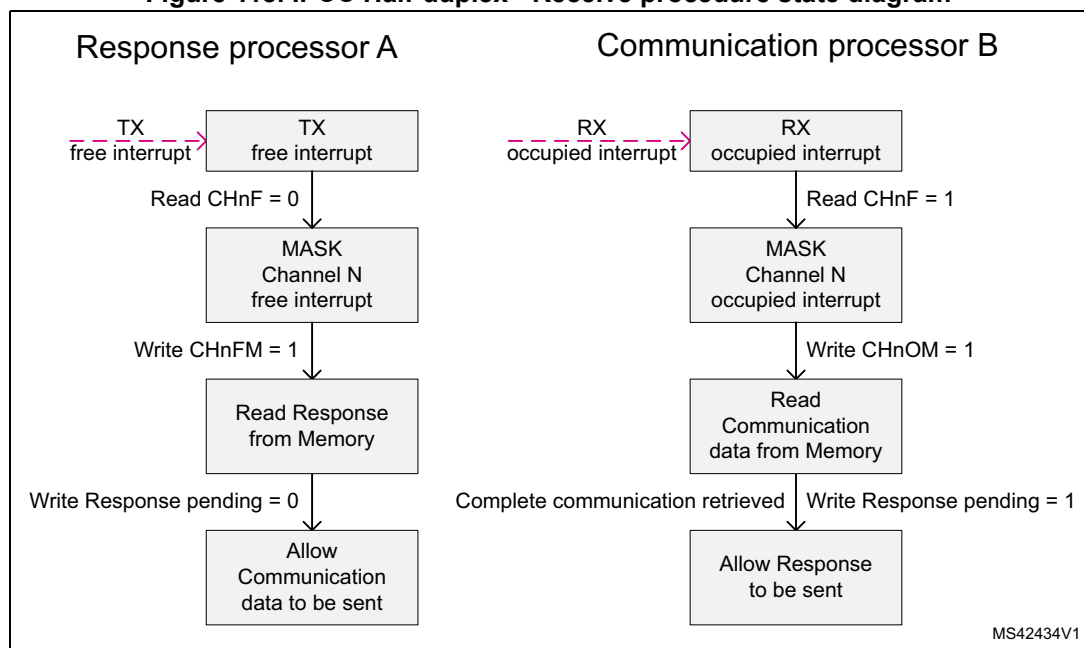 Figure Half-duplex - Receive procedure state diagram
Response processor A
Communication processor B
TX
free interrupt
TX
free interrupt
Read CHnF = 0
MASK
Channel N
free interrupt
Write CHnFM = 1
Read Response
from Memory
Write Response pending = 0
Allow
Communication
data to be sent
RX
occupied interrupt
RX
occupied interrupt
Read CHnF = 1
MASK
Channel N
occupied interrupt
Write CHnOM = 1
Read
Communication
data from Memory
Complete communication retrieved
Write Response pending = 1
Allow Response
to be sent
MS42434V1